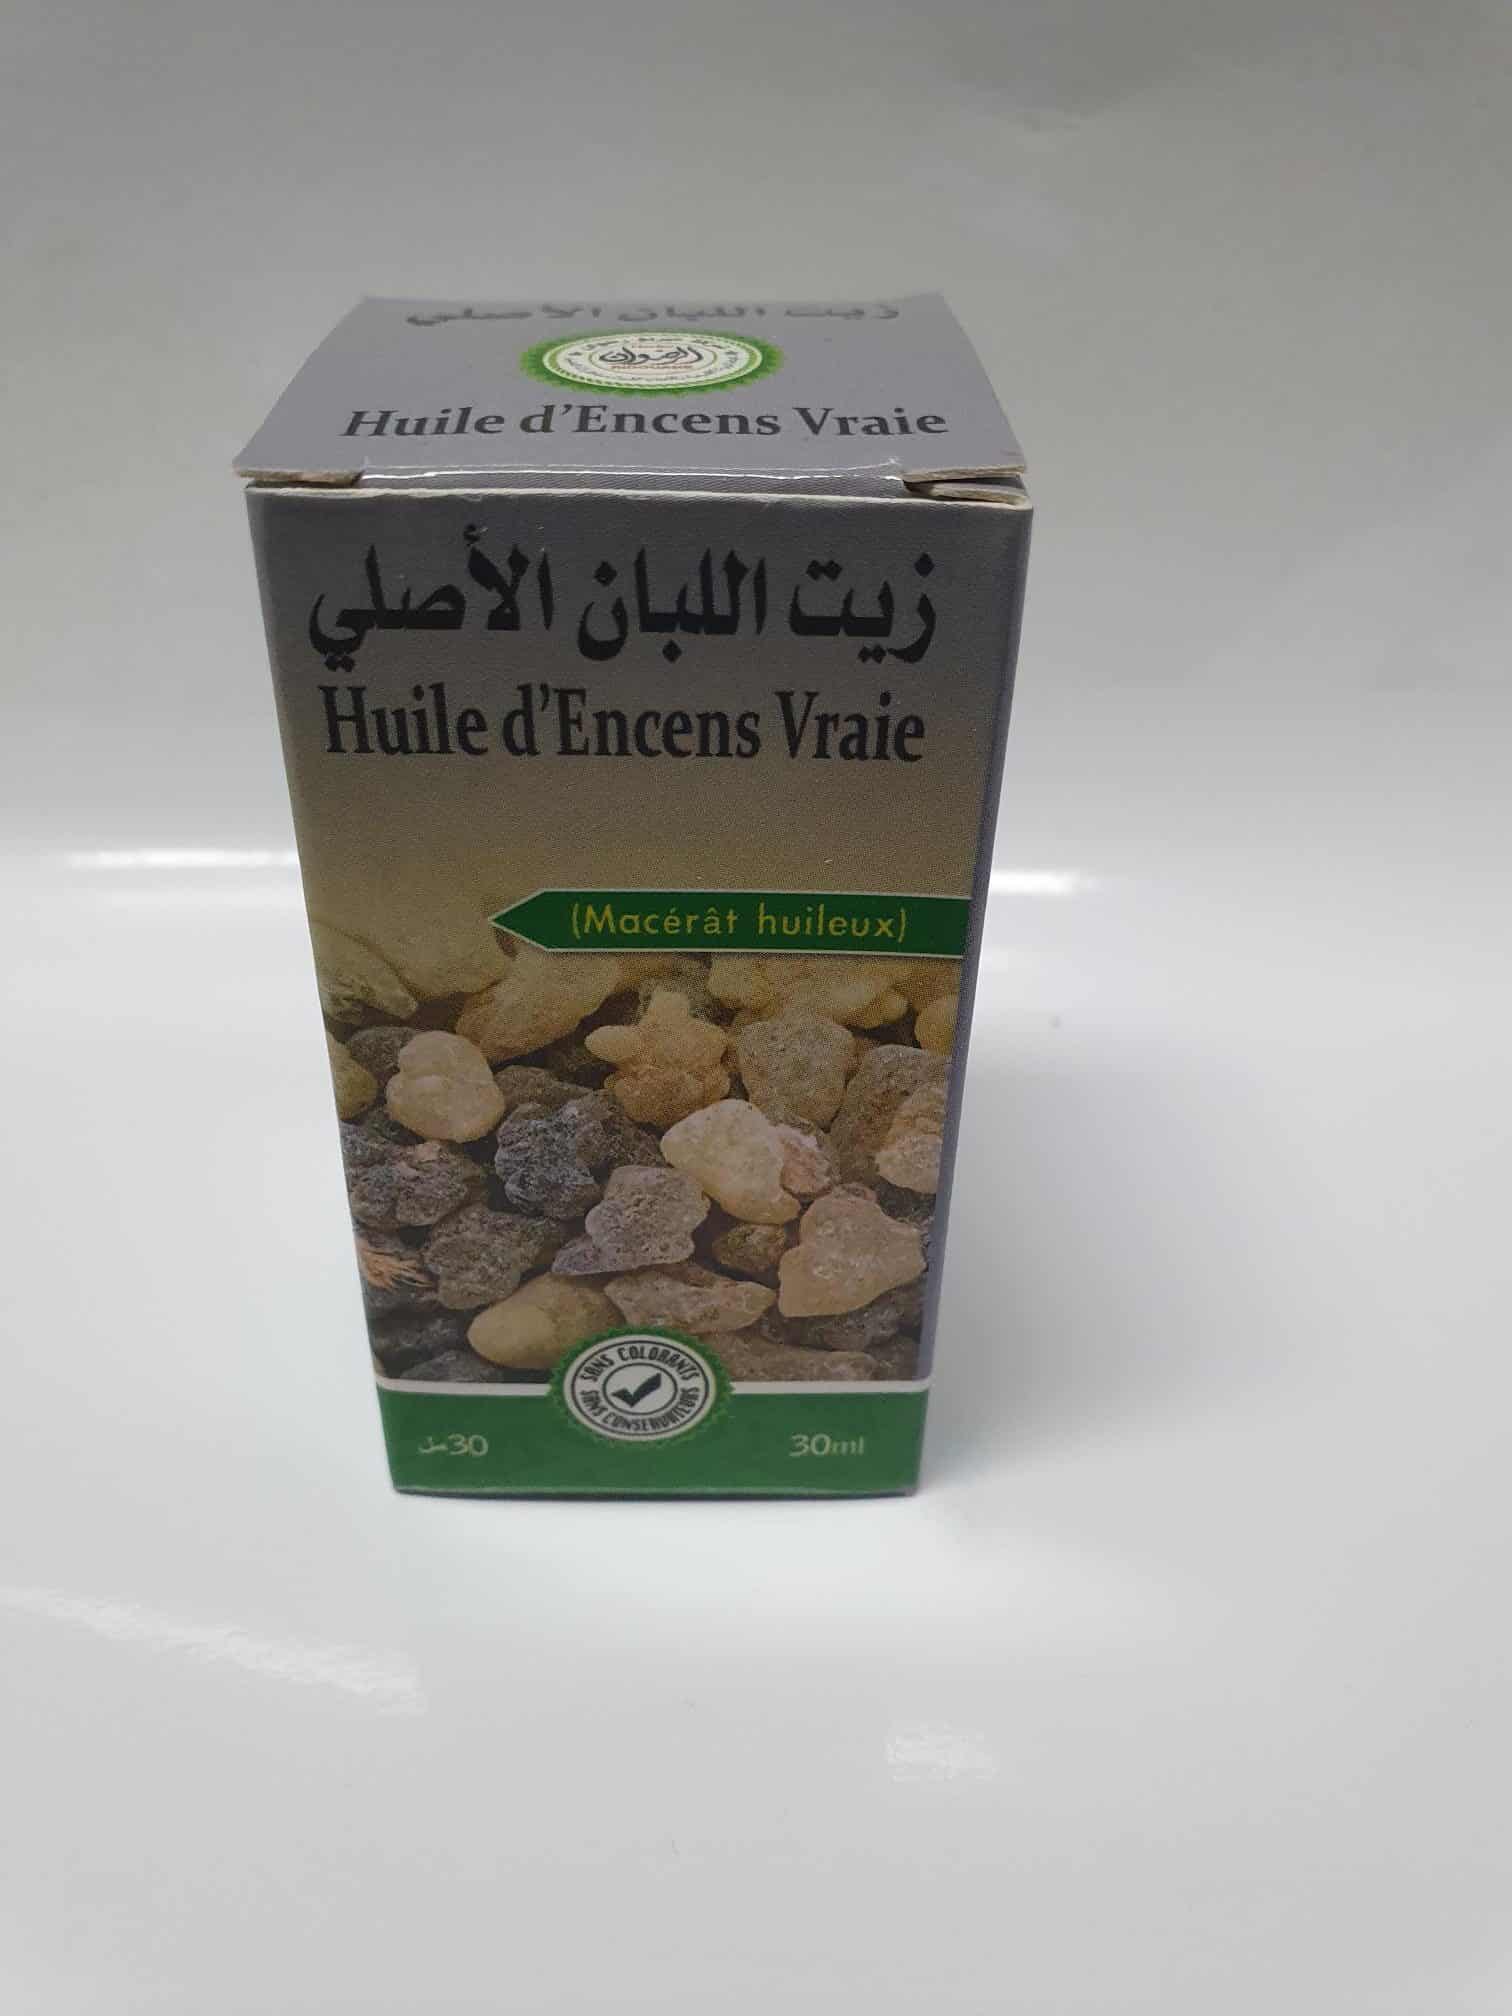 زيت اللبان الأصلي
الرضوان
Huile d'Encens Vraie
زيت اللبان الأصلي
Huile d'Encens Vraie
(Macérât huileux)
SANS COLORANTS
SANS CONSERVATEURS
30مل
30ml